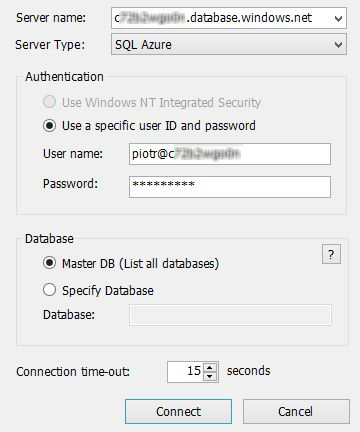 Server name: .database.windows.net
Server Type: SQL Azure
Authentication
Use Windows NT Integrated Security
Use a specific user ID and password
User name: piotr@
Password: *********
Database
?
Master DB (List all databases)
Specify Database
Database:
Connection time-out: 15 seconds
Connect Cancel